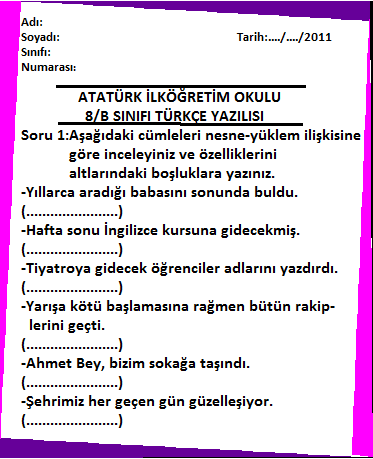 Adı:
Soyadı: Tarih:..../..../2011
Sınıfı:
Numarası:
ATATÜRK İLKÖĞRETİM OKULU
8/B SINIFI TÜRKÇE YAZILISI
Soru 1:Aşağıdaki cümleleri nesne-yüklem ilişkisine
göre inceleyiniz ve özelliklerini
altlarındaki boşluklara yazınız.
-Yıllarca aradığı babasını sonunda buldu.
(.......................)
-Hafta sonu İngilizce kursuna gidecekmiş.
(.......................)
-Tiyatroya gidecek öğrenciler adlarını yazdırdı.
(.......................)
-Yarışa kötü başlamasına rağmen bütün rakip-
lerini geçti.
(.......................)
-Ahmet Bey, bizim sokağa taşındı.
(.......................)
-Şehrimiz her geçen gün güzelleşiyor.
(.......................)